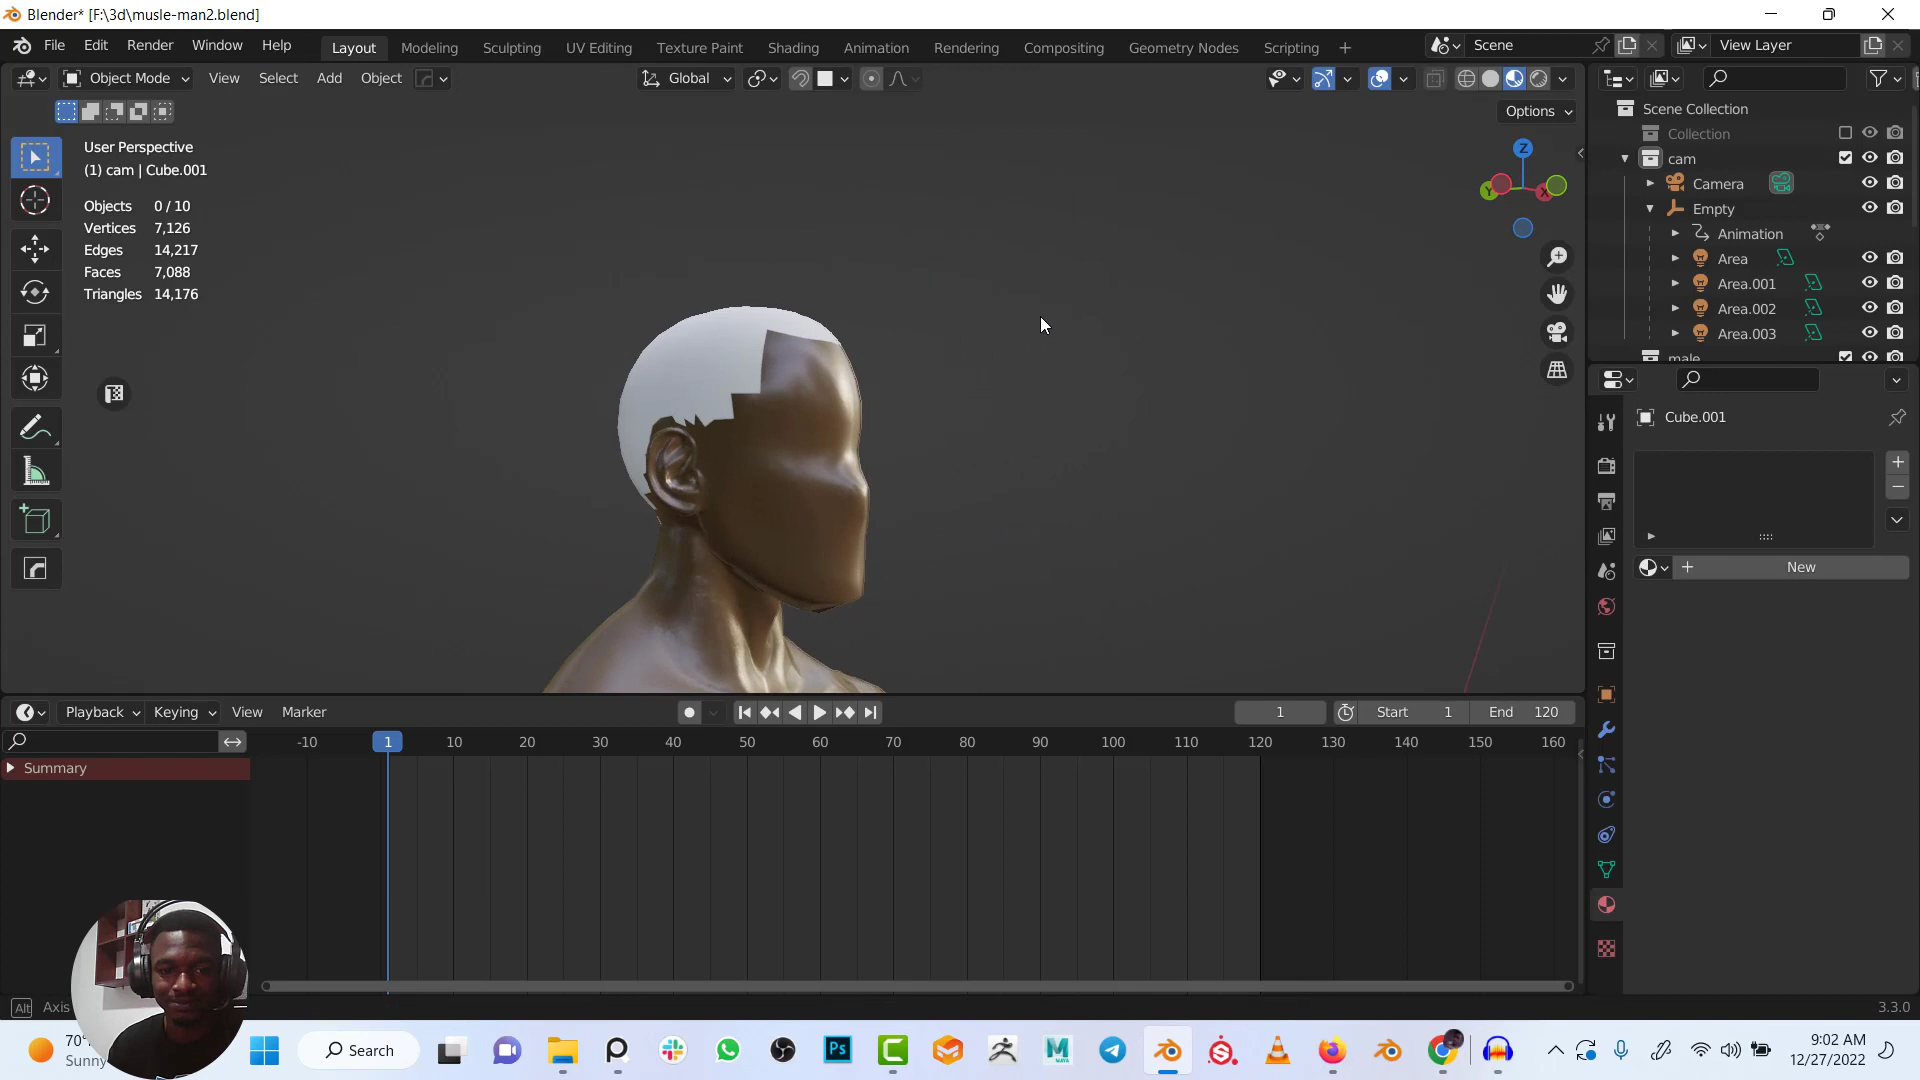 Blender* [F:\3d\musle-man2.blend]
File Edit Render Window Help
Layout Modeling Sculpting UV Editing Texture Paint Shading Animation Rendering Compositing Geometry Nodes Scripting +
Scene
View Layer
Object Mode View Select Add Object
Global
Options
User Perspective
(1) cam | Cube.001
Objects 0 / 10
Vertices 7,126
Edges 14,217
Faces 7,088
Triangles 14,176
Z
Y
X
Scene Collection
Collection
cam
Camera
Empty
Animation
Area
Area.001
Area.002
Area.003
male
Cube.001
New
Playback Keying View Marker
1
Start 1
End 120
-10 1 10 20 30 40 50 60 70 80 90 100 110 120 130 140 150 160
Summary
Alt Axis
3.3.0
70°
Sunny
Search
Ps
M
9:02 AM
12/27/2022